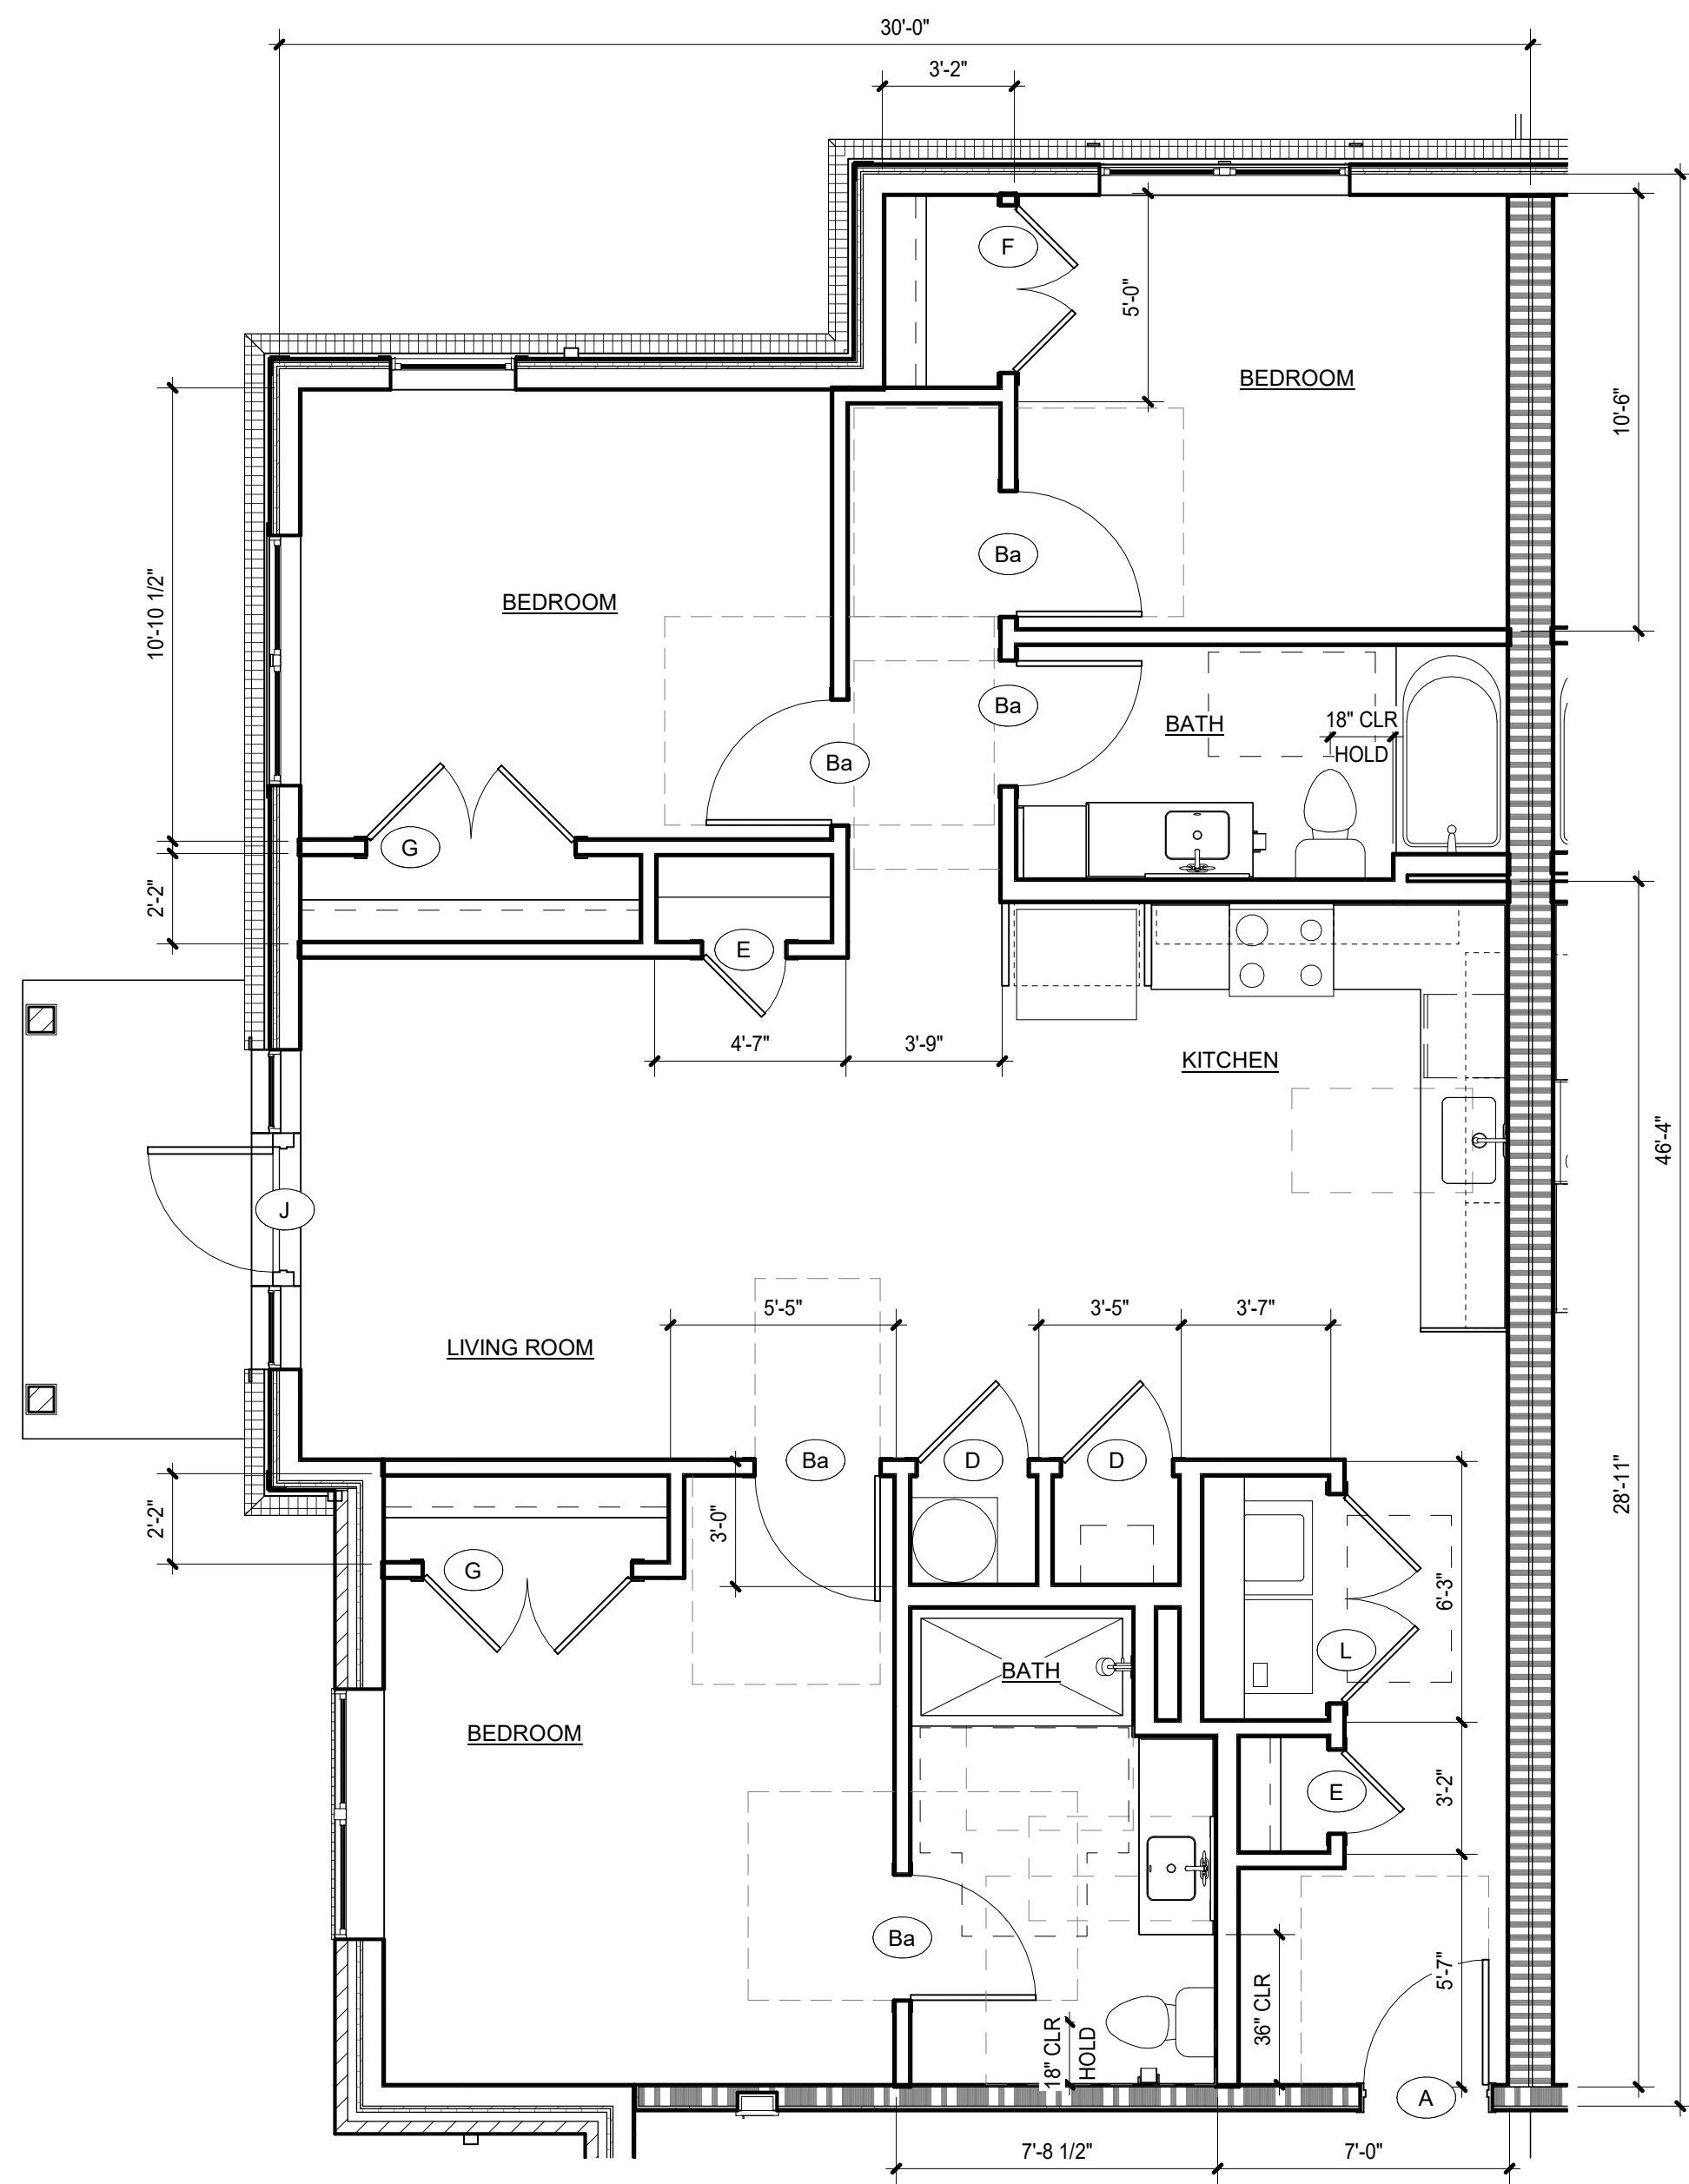 30'-0"
3'-2"
F
5'-0"
BEDROOM
10'-6"
Ba
BEDROOM
10'-10 1/2"
Ba
BATH
18" CLR
HOLD
Ba
G
2'-2"
E
4'-7"
3'-9"
KITCHEN
46'-4"
J
5'-5"
3'-5"
3'-7"
LIVING ROOM
Ba
D
D
28'-11"
2'-2"
3'-0"
G
6'-3"
L
BATH
BEDROOM
E
3'-2"
Ba
5'-7"
36" CLR
18" CLR
HOLD
A
7'-8 1/2"
7'-0"